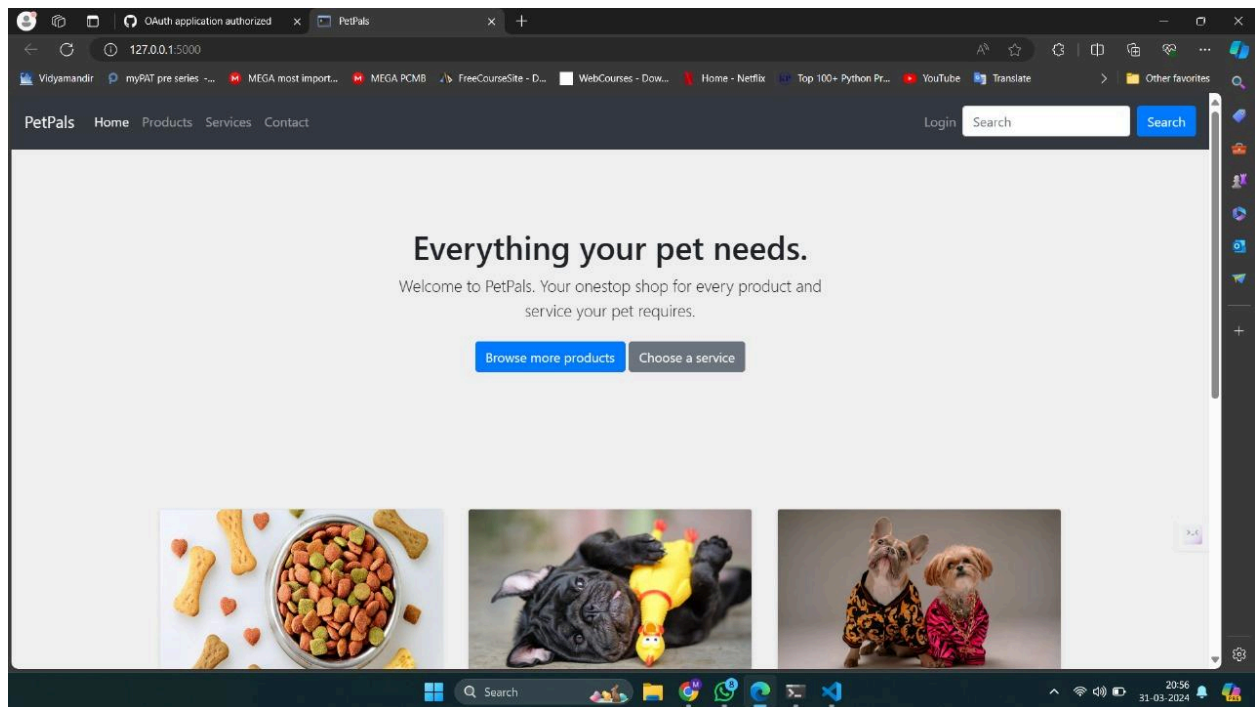 OAuth application authorized
PetPals
127.0.0.1:5000
Vidyamandir
myPAT pre series -...
MEGA most import...
MEGA PCMB
FreeCourseSite - D...
WebCourses - Dow...
Home - Netflix
Top 100+ Python Pr...
YouTube
Translate
Other favorites
PetPals Home Products Services Contact
Login Search Search
Everything your pet needs.
Welcome to PetPals. Your onestop shop for every product and
service your pet requires.
Browse more products Choose a service
Search
20:56
31-03-2024